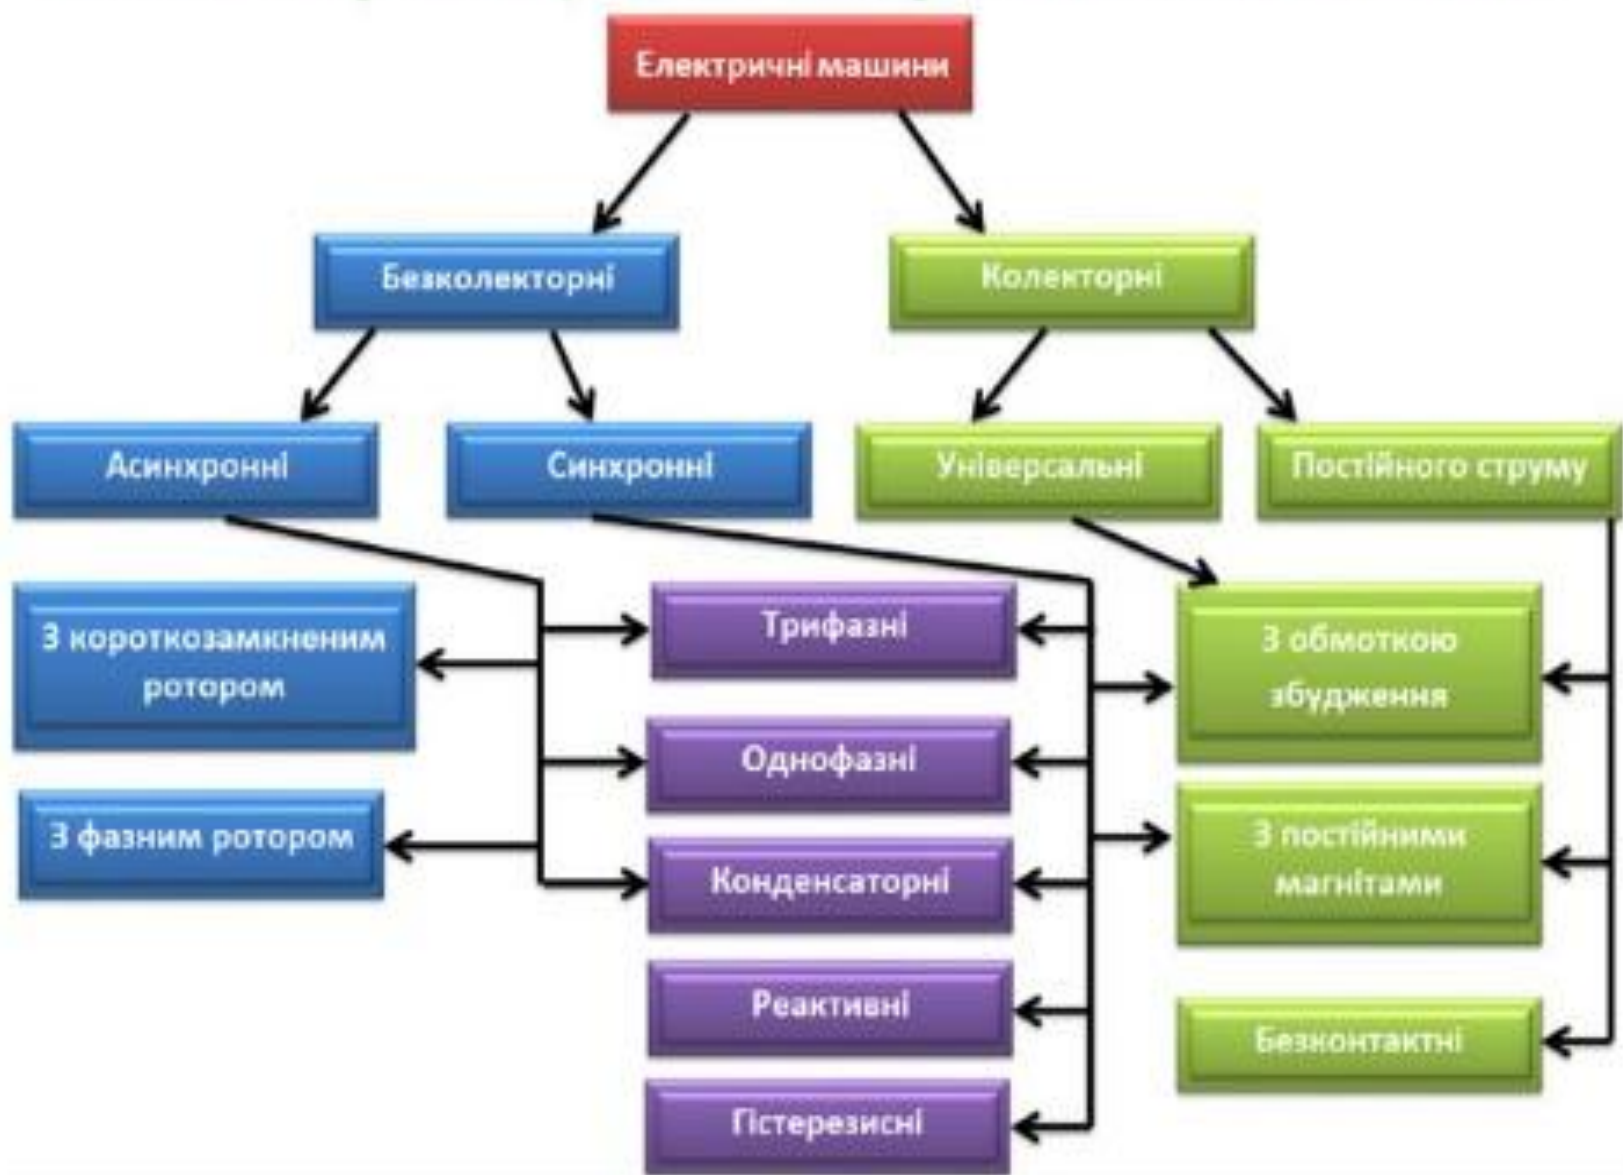 Електричні машини
Безколекторні
Колекторні
Асинхронні
Синхронні
Універсальні
Постійного струму
З короткозамкненим
ротором
З фазним ротором
Трифазні
Однофазні
Конденсаторні
Реактивні
Гістерезисні
З обмоткою
збудження
З постійними
магнітами
Безконтактні